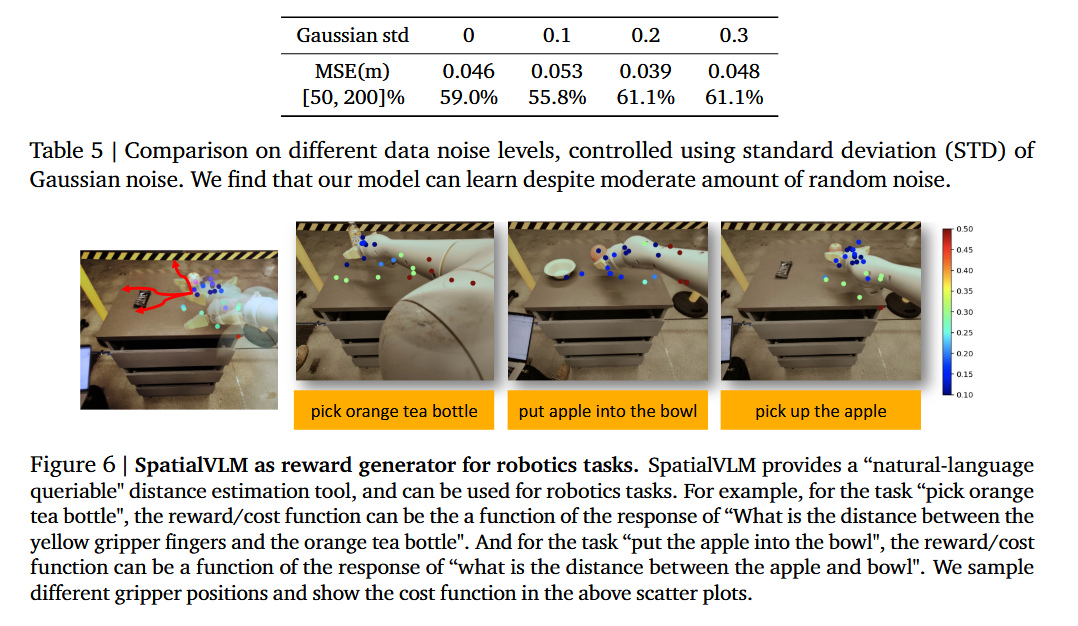 Gaussian std 0 0.1 0.2 0.3
MSE(m) 0.046 0.053 0.039 0.048
[50, 200]% 59.0% 55.8% 61.1% 61.1%
Table 5 | Comparison on different data noise levels, controlled using standard deviation (STD) of
Gaussian noise. We find that our model can learn despite moderate amount of random noise.
0.50
0.45
0.40
0.35
0.30
0.25
0.20
0.15
0.10
pick orange tea bottle
put apple into the bowl
pick up the apple
Figure 6 | SpatialVLM as reward generator for robotics tasks. SpatialVLM provides a “natural-language
queriable" distance estimation tool, and can be used for robotics tasks. For example, for the task “pick orange
tea bottle", the reward/cost function can be the a function of the response of “What is the distance between the
yellow gripper fingers and the orange tea bottle". And for the task “put the apple into the bowl", the reward/cost
function can be a function of the response of “what is the distance between the apple and bowl". We sample
different gripper positions and show the cost function in the above scatter plots.